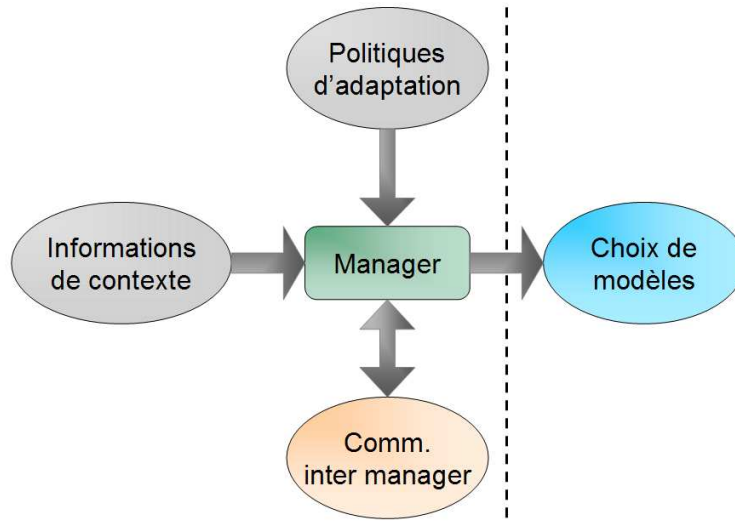 Politiques
d’adaptation
Informations
de contexte
Manager
Choix de
modèles
Comm.
inter manager